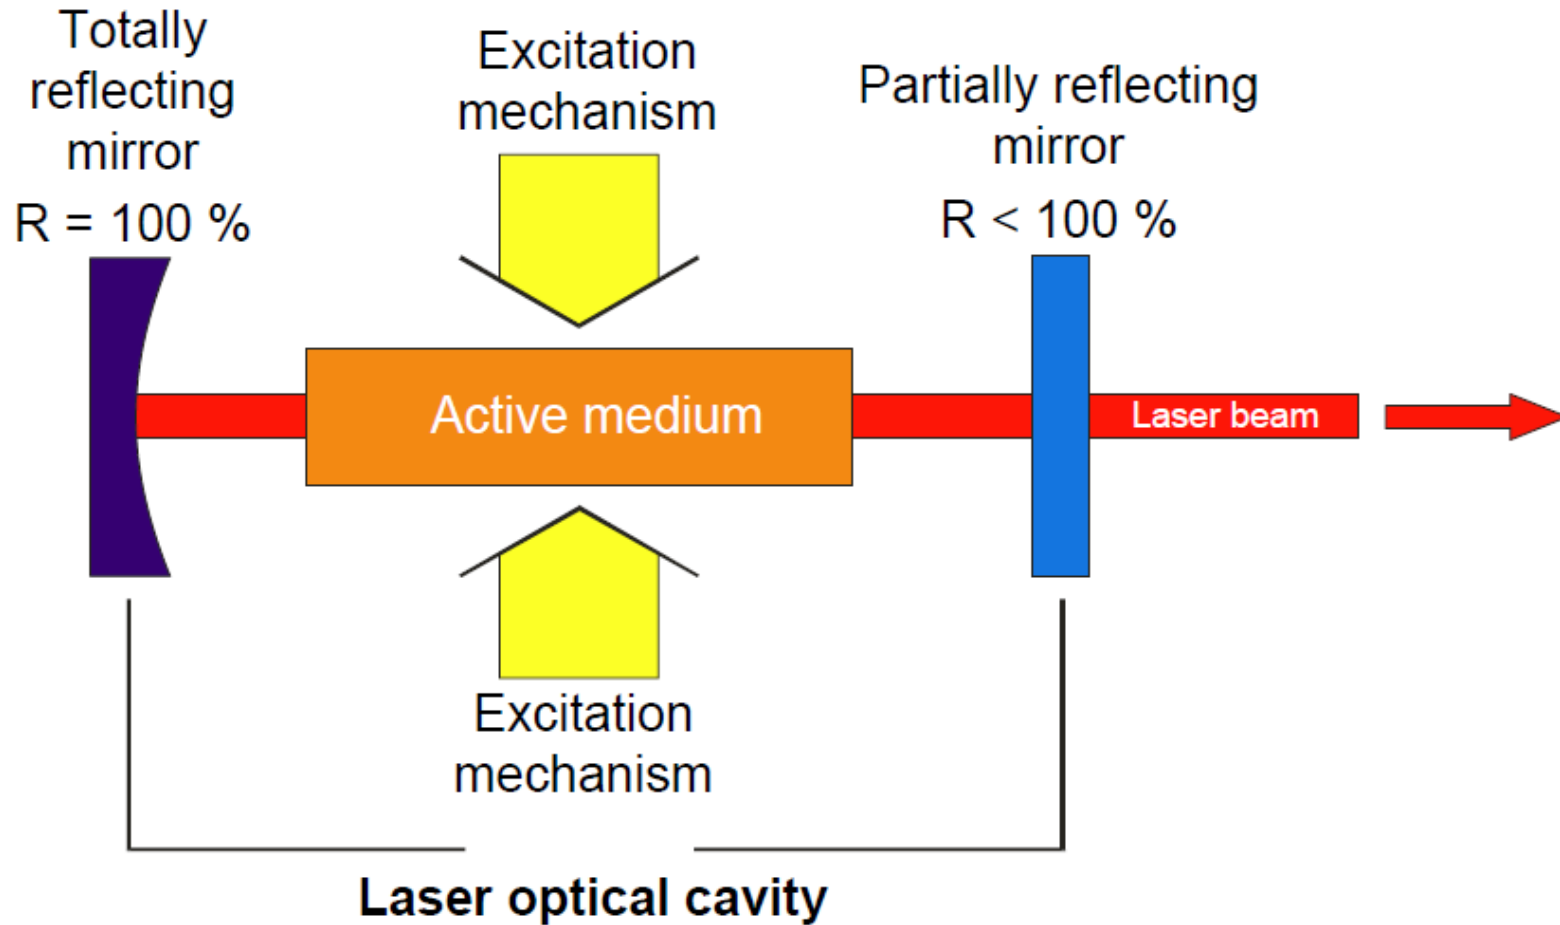 Totally
reflecting
mirror
R = 100 %
Excitation
mechanism
Partially reflecting
mirror
R < 100 %
Active medium
Laser beam
Excitation
mechanism
Laser optical cavity